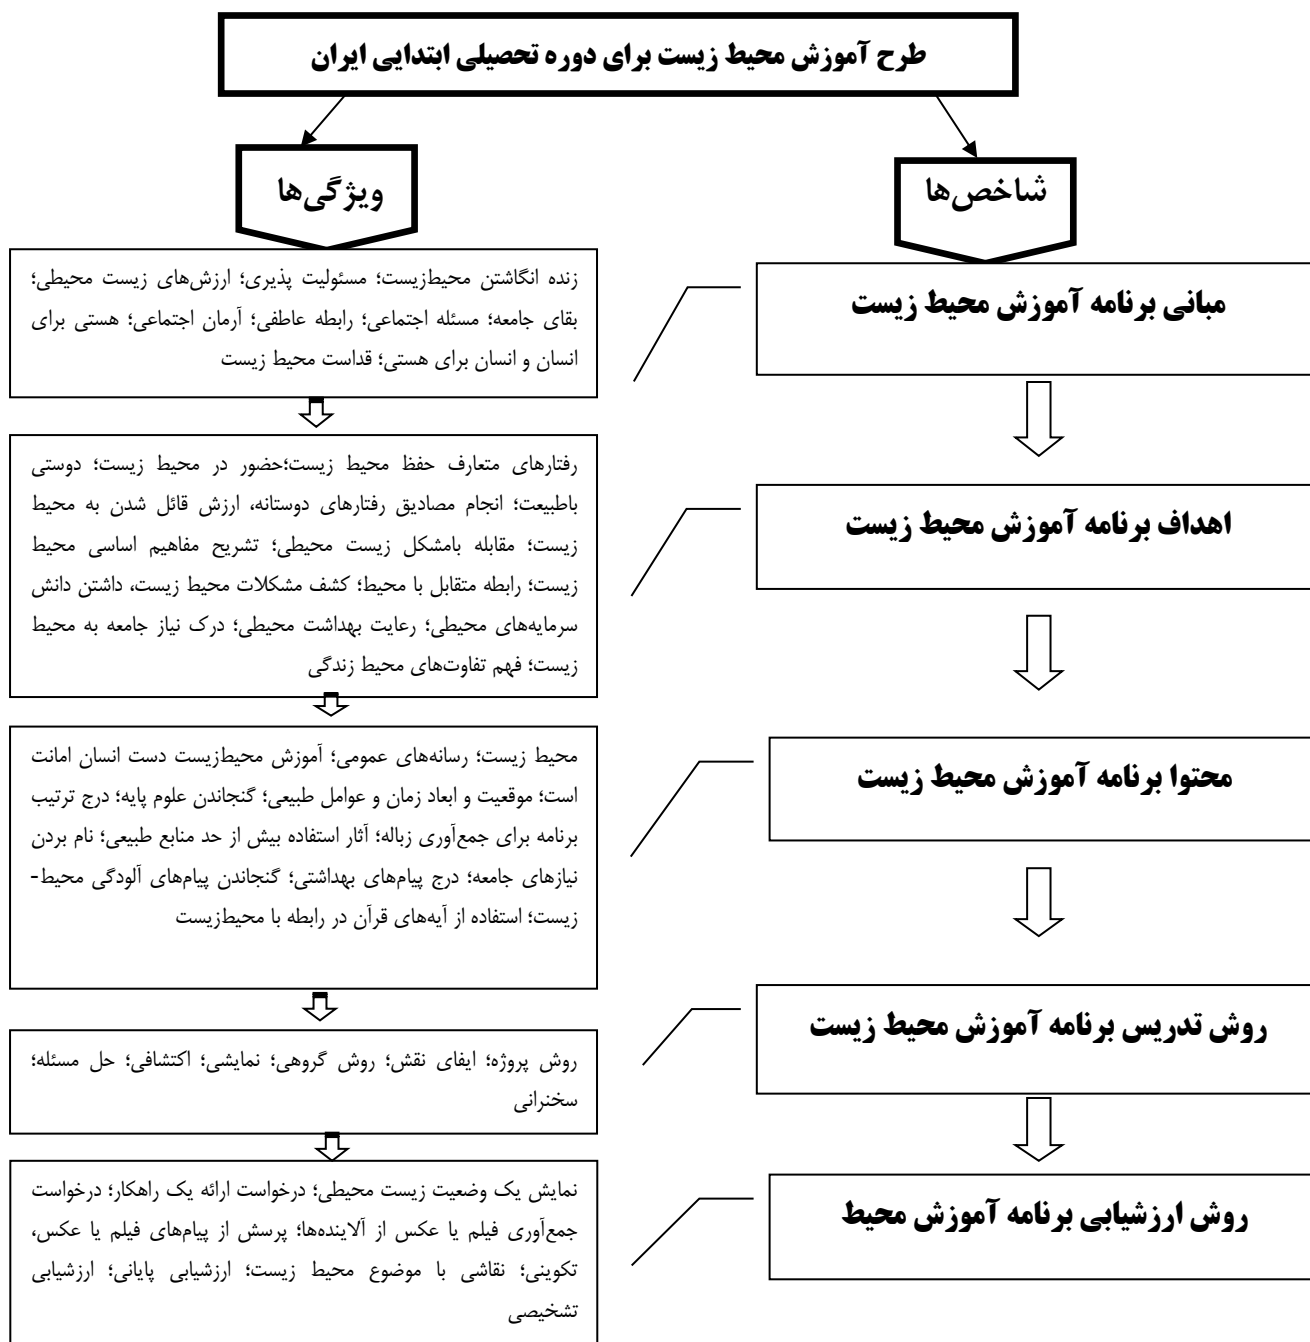 طرح آموزش محیط زیست برای دوره تحصیلی ابتدایی ایران
شاخص‌ها
ویژگی‌ها
مبانی برنامه آموزش محیط زیست
زنده انگاشتن محیط‌زیست؛ مسئولیت پذیری؛ ارزش‌های زیست محیطی؛
بقای جامعه؛ مسئله اجتماعی؛ رابطه عاطفی؛ آرمان اجتماعی؛ هستی برای
انسان و انسان برای هستی؛ قداست محیط زیست
اهداف برنامه آموزش محیط زیست
رفتارهای متعارف حفظ محیط زیست؛حضور در محیط زیست؛ دوستی
باطبیعت؛ انجام مصادیق رفتارهای دوستانه، ارزش قائل شدن به محیط
زیست؛ مقابله بامشکل زیست محیطی؛ تشریح مفاهیم اساسی محیط
زیست؛ رابطه متقابل با محیط؛ کشف مشکلات محیط زیست، داشتن دانش
سرمایه‌های محیطی؛ رعایت بهداشت محیطی؛ درک نیاز جامعه به محیط
زیست؛ فهم تفاوت‌های محیط زندگی
محتوا برنامه آموزش محیط زیست
محیط زیست؛ رسانه‌های عمومی؛ آموزش محیط‌زیست دست انسان امانت
است؛ موقعیت و ابعاد زمان و عوامل طبیعی؛ گنجاندن علوم پایه؛ درج ترتیب
برنامه برای جمع‌آوری زباله؛ آثار استفاده بیش از حد منابع طبیعی؛ نام بردن
نیازهای جامعه؛ درج پیام‌های بهداشتی؛ گنجاندن پیام‌های آلودگی محیط-
زیست؛ استفاده از آیه‌های قرآن در رابطه با محیط‌زیست
روش تدریس برنامه آموزش محیط زیست
روش پروژه؛ ایفای نقش؛ روش گروهی؛ نمایشی؛ اکتشافی؛ حل مسئله؛
سخنرانی
روش ارزشیابی برنامه آموزش محیط
نمایش یک وضعیت زیست محیطی؛ درخواست ارائه یک راهکار؛ درخواست
جمع‌آوری فیلم یا عکس از آلاینده‌ها؛ پرسش از پیام‌های فیلم یا عکس،
تکوینی؛ نقاشی با موضوع محیط زیست؛ ارزشیابی پایانی؛ ارزشیابی
تشخیصی